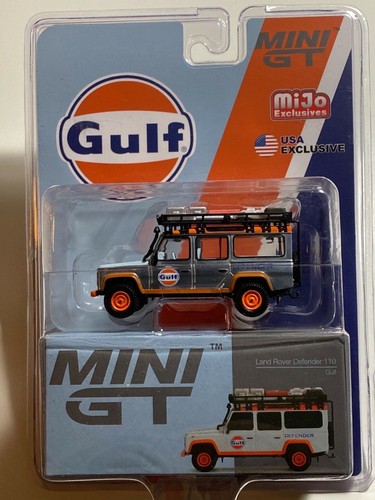 MINI
GT
Gulf
MiJo
Exclusives
USA
EXCLUSIVE
Gulf
MINI
GT
TM
Land Rover Defender 110
Gulf
Gulf
DEFENDER